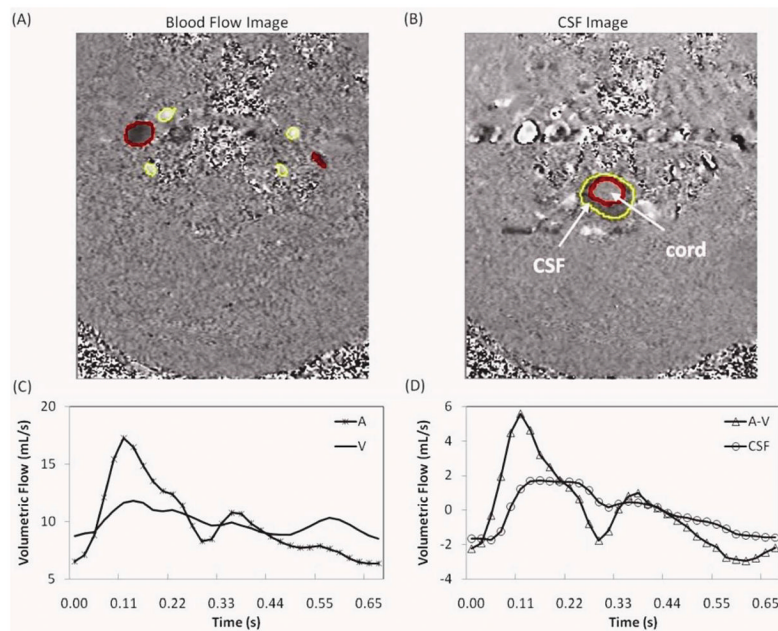 (A)
Blood Flow Image
(B)
CSF Image
CSF
cord
(C)
Volumetric Flow (mL/s)
20
15
10
5
A
V
0.00 0.11 0.22 0.33 0.44 0.55 0.65
Time (s)
(D)
Volumetric Flow (mL/s)
6
4
2
0
-2
-4
A-V
CSF
0.00 0.11 0.22 0.33 0.44 0.55 0.65
Time (s)